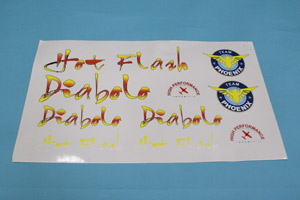 Hot Flash
Diabolo
Diabolo Diabolo
TEAM
PHOENIX
TEAM
PHOENIX
HIGH PERFORMANCE
HIGH PERFORMANCE